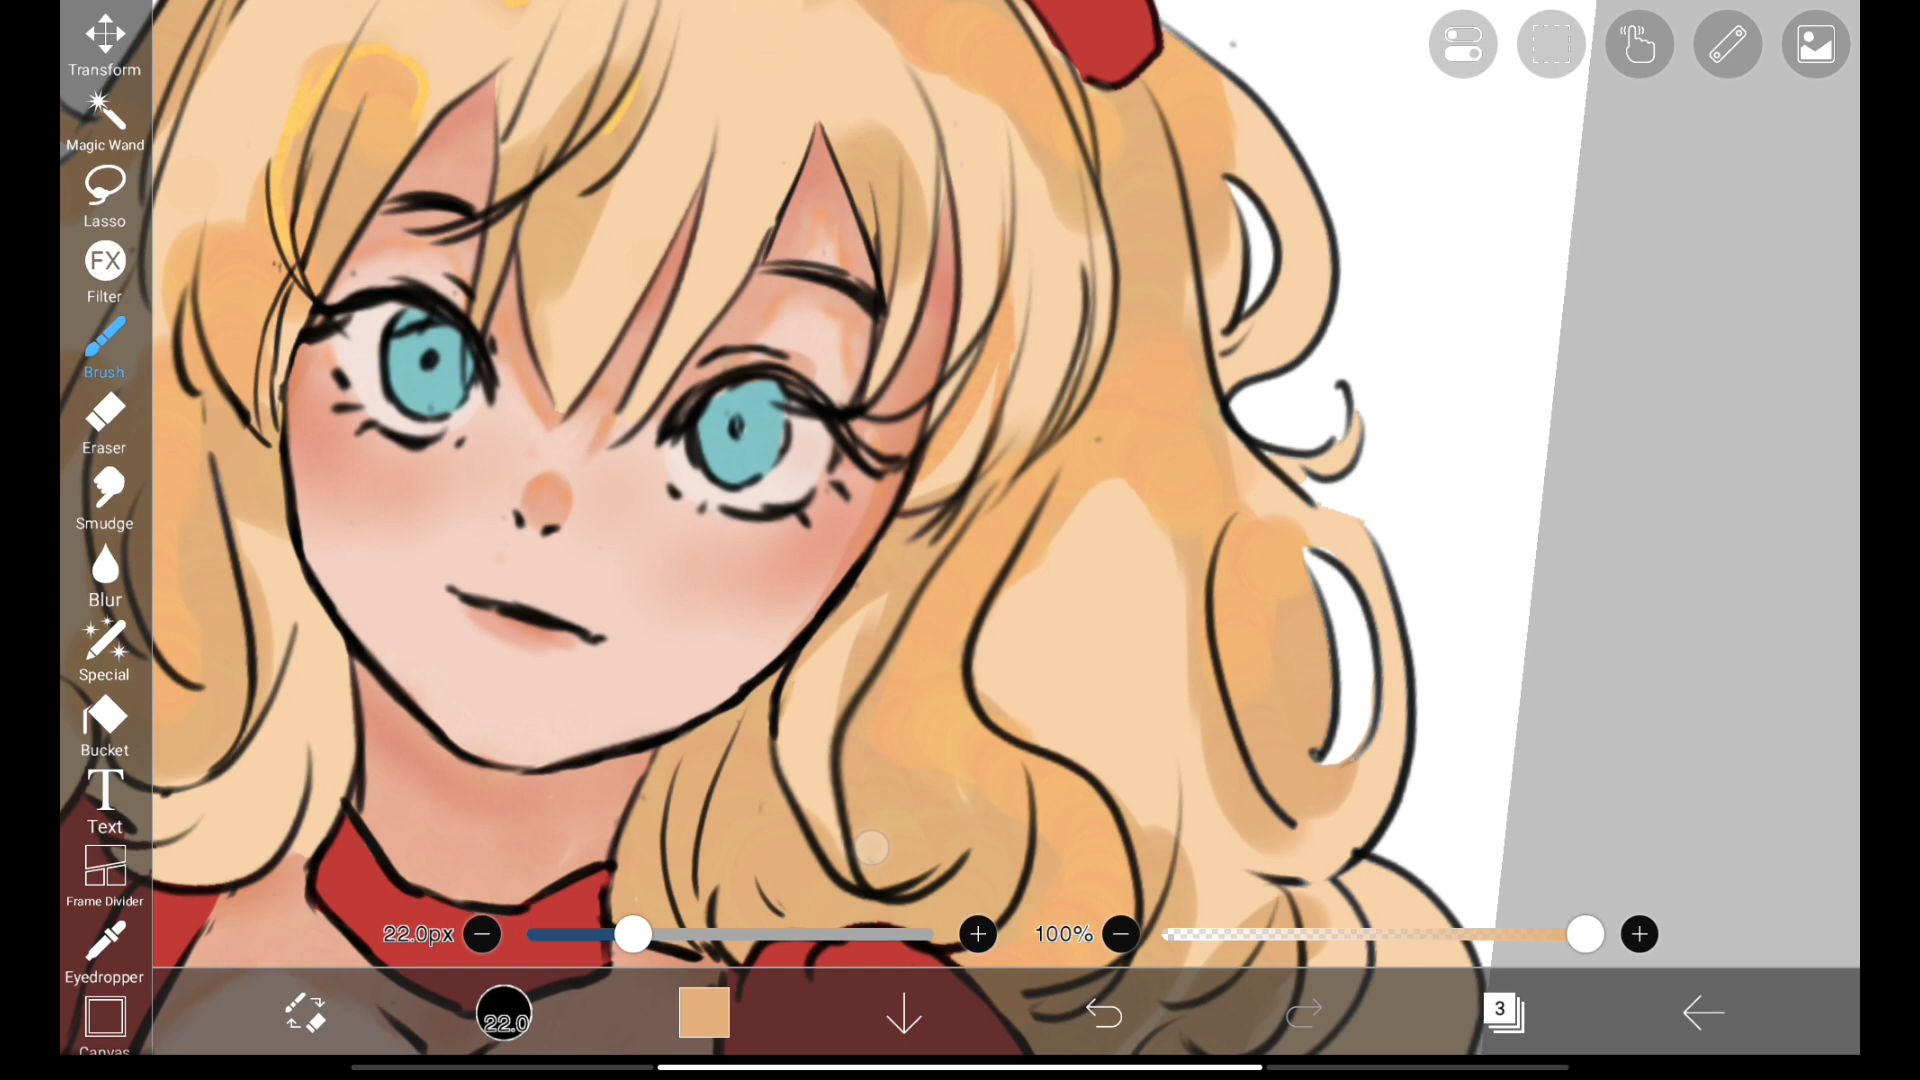 Transform
Magic Wand
Lasso
FX
Filter
Brush
Eraser
Smudge
Blur
Special
Bucket
T
Text
Frame Divider
Eyedropper
Canvas
22.0px
100%
22.0
3